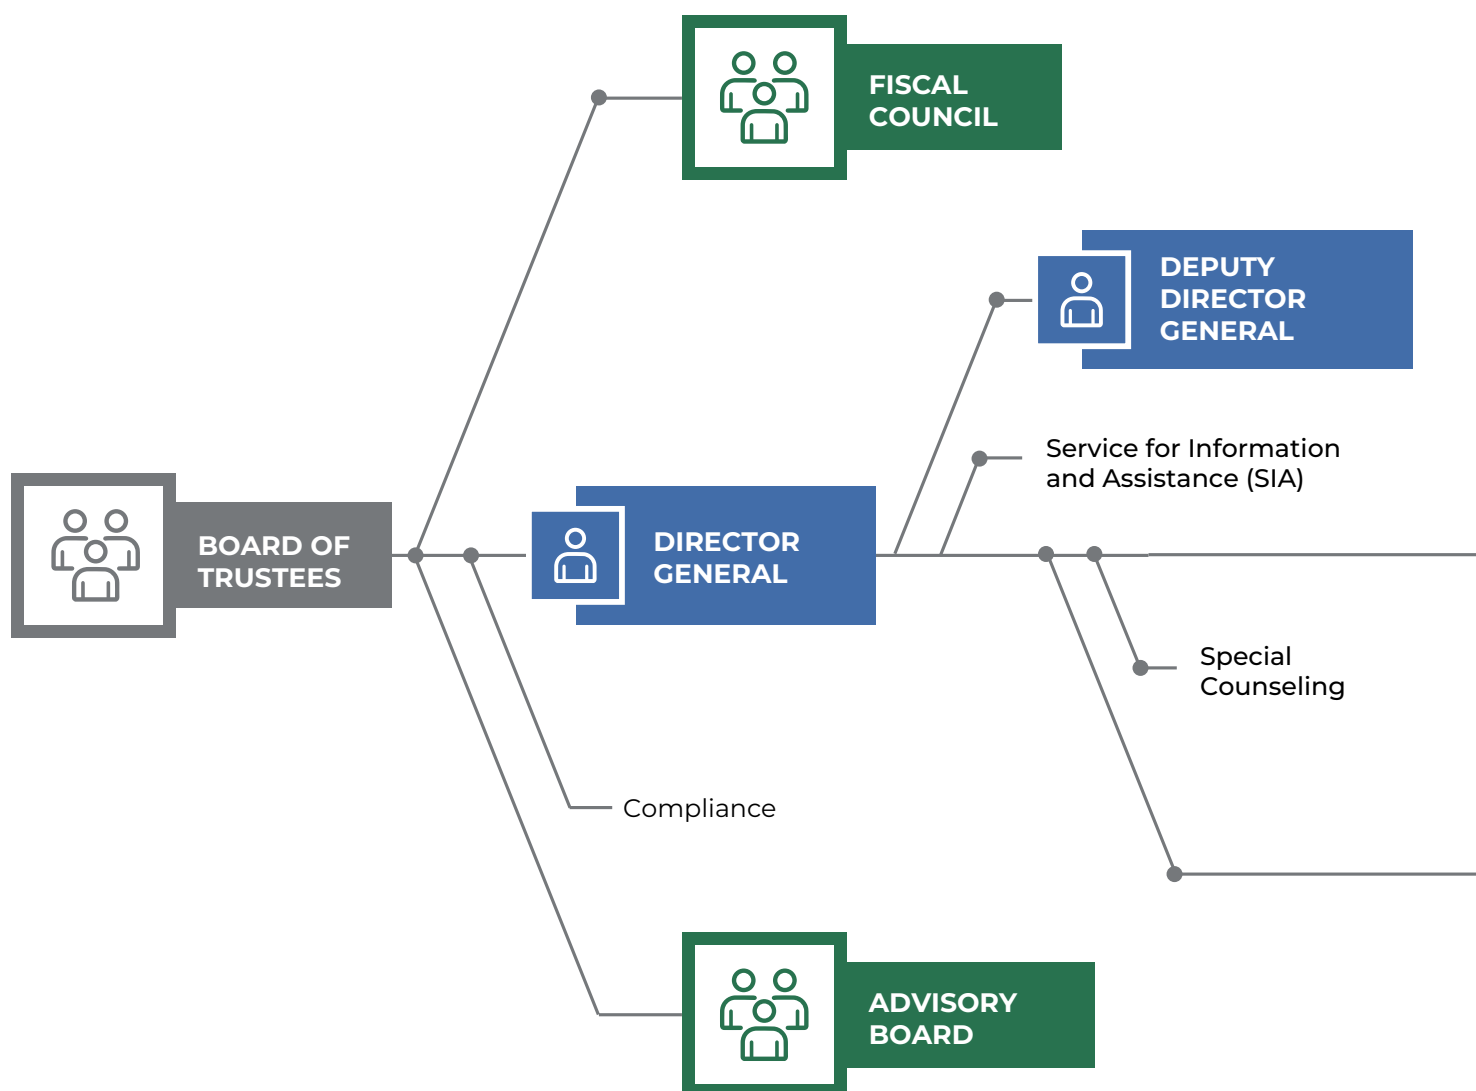 FISCAL
COUNCIL
DEPUTY
DIRECTOR
GENERAL
Service for Information
and Assistance (SIA)
BOARD OF
TRUSTEES
DIRECTOR
GENERAL
Special
Counseling
Compliance
ADVISORY
BOARD